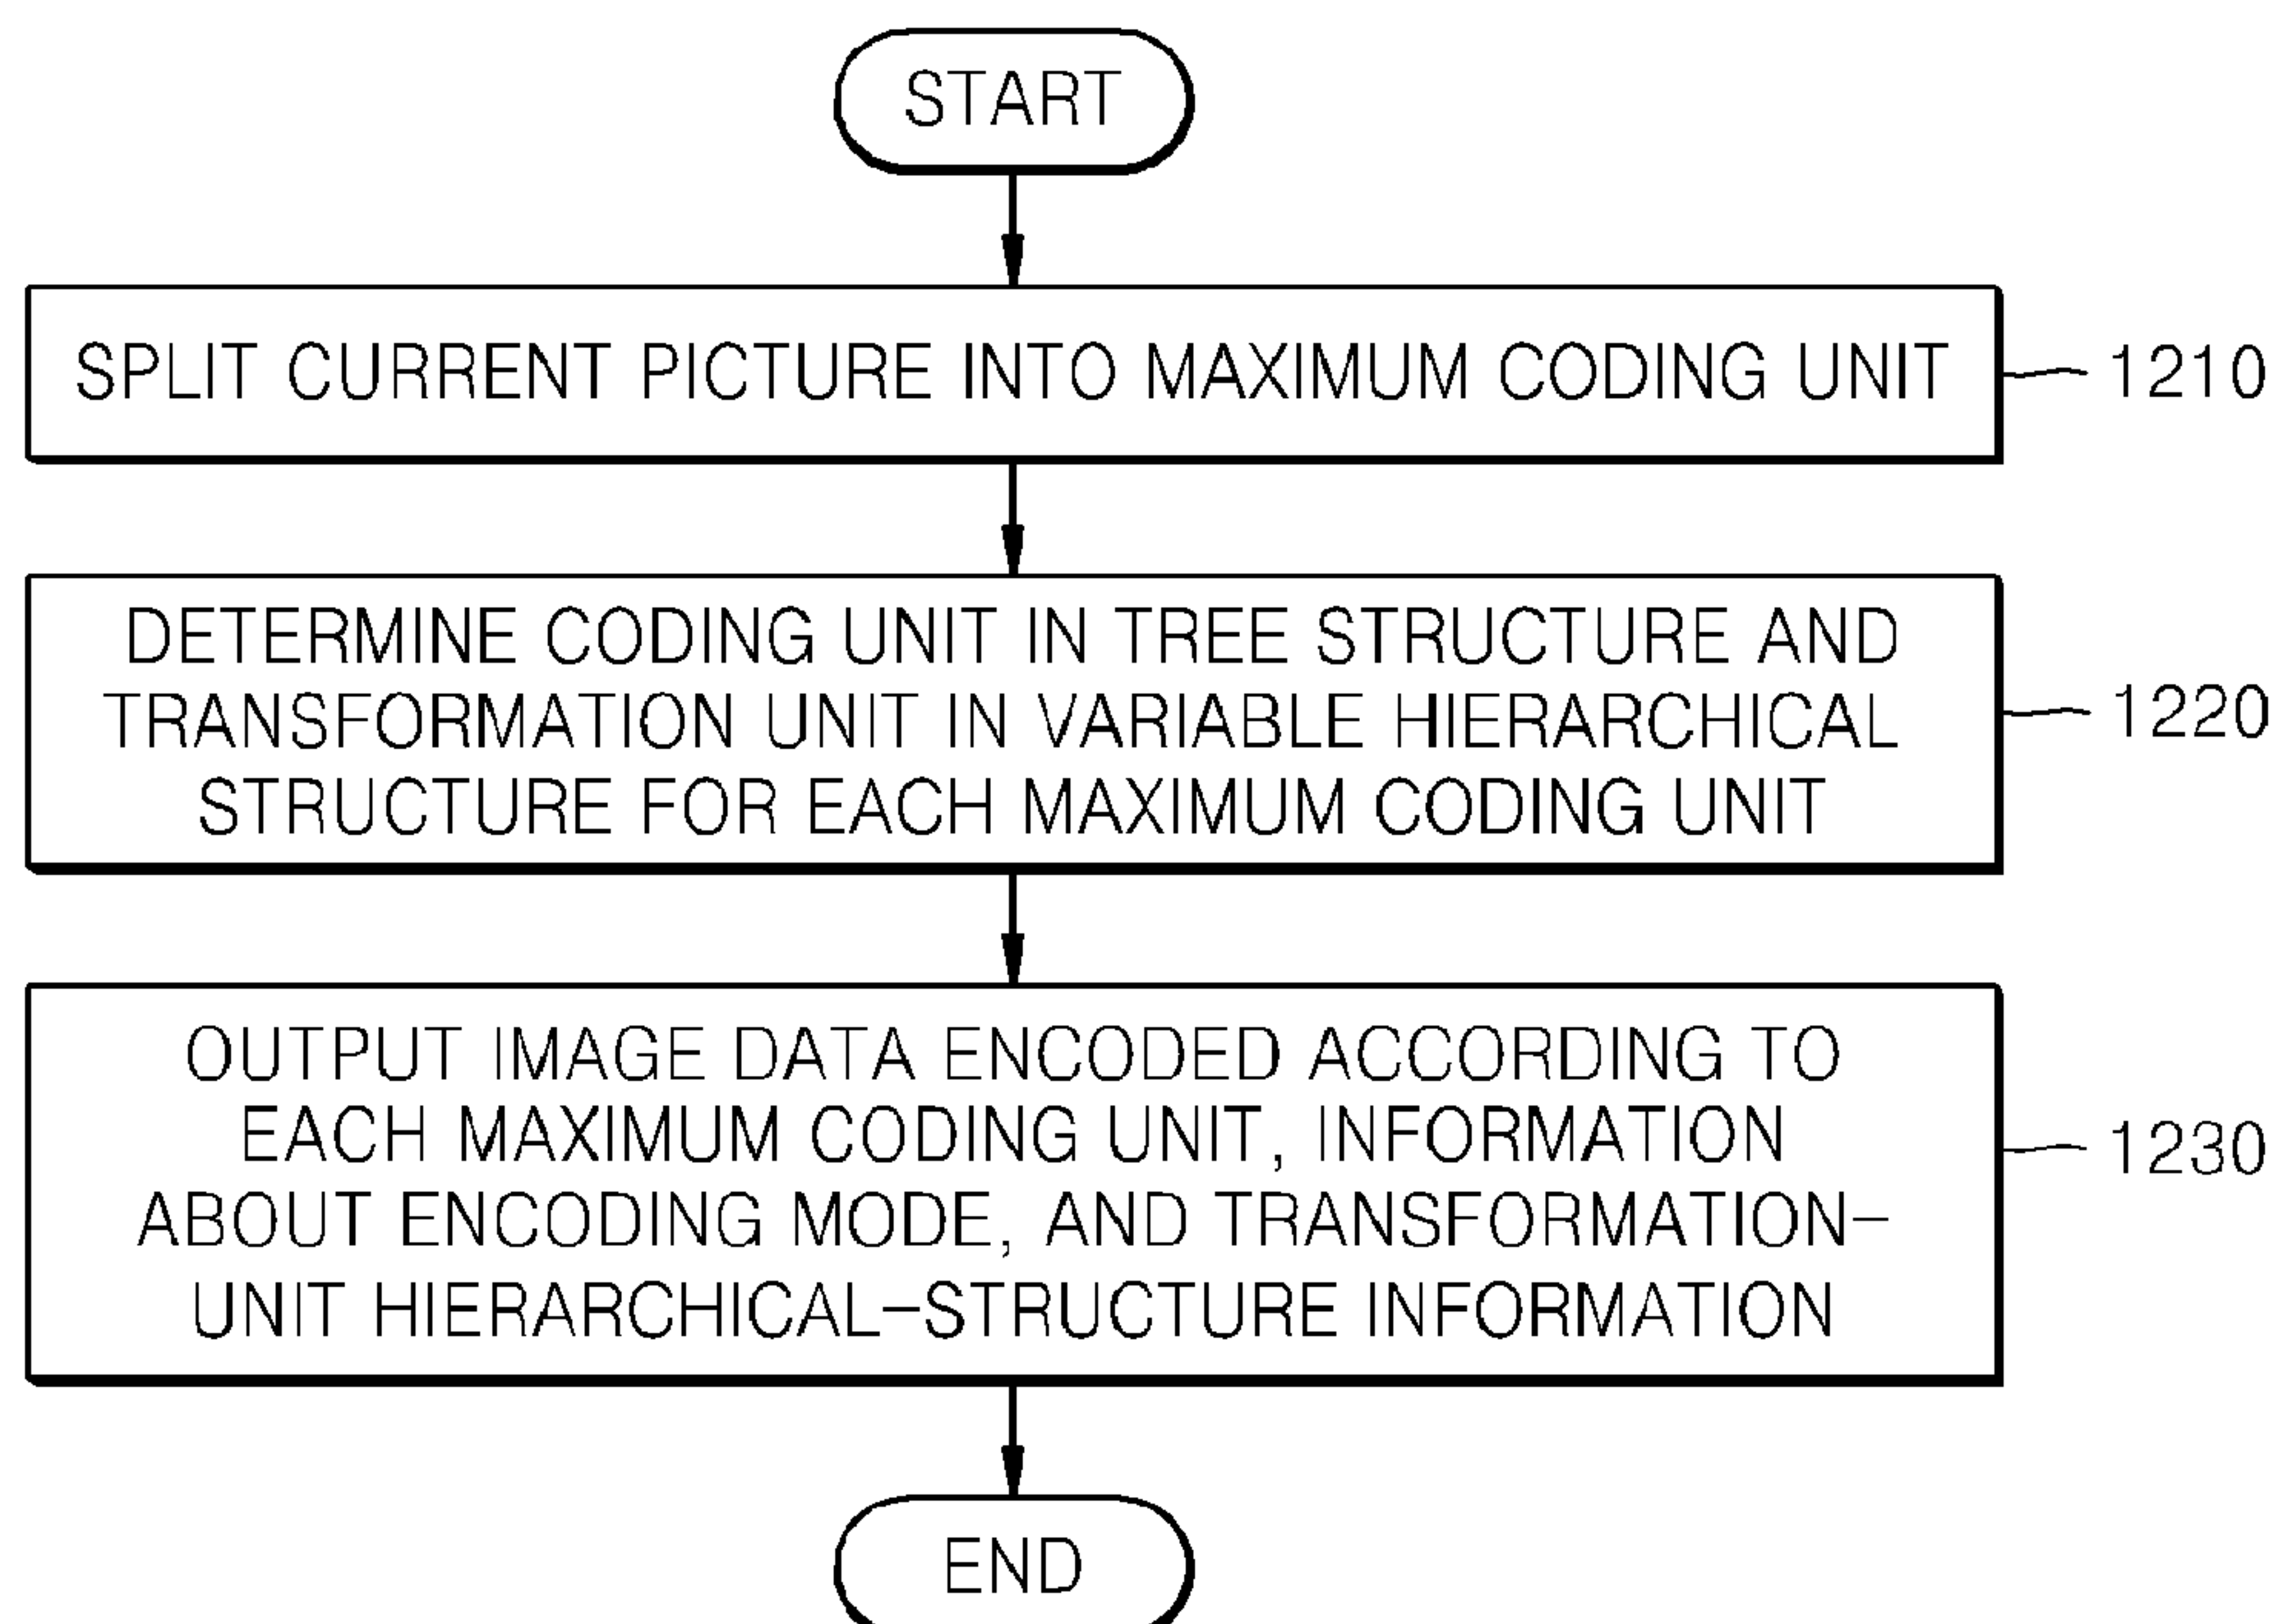 START
SPLIT CURRENT PICTURE INTO MAXIMUM CODING UNIT
1210
DETERMINE CODING UNIT IN TREE STRUCTURE AND
TRANSFORMATION UNIT IN VARIABLE HIERARCHICAL
STRUCTURE FOR EACH MAXIMUM CODING UNIT
1220
OUTPUT IMAGE DATA ENCODED ACCORDING TO
EACH MAXIMUM CODING UNIT, INFORMATION
ABOUT ENCODING MODE, AND TRANSFORMATION–
UNIT HIERARCHICAL–STRUCTURE INFORMATION
1230
END